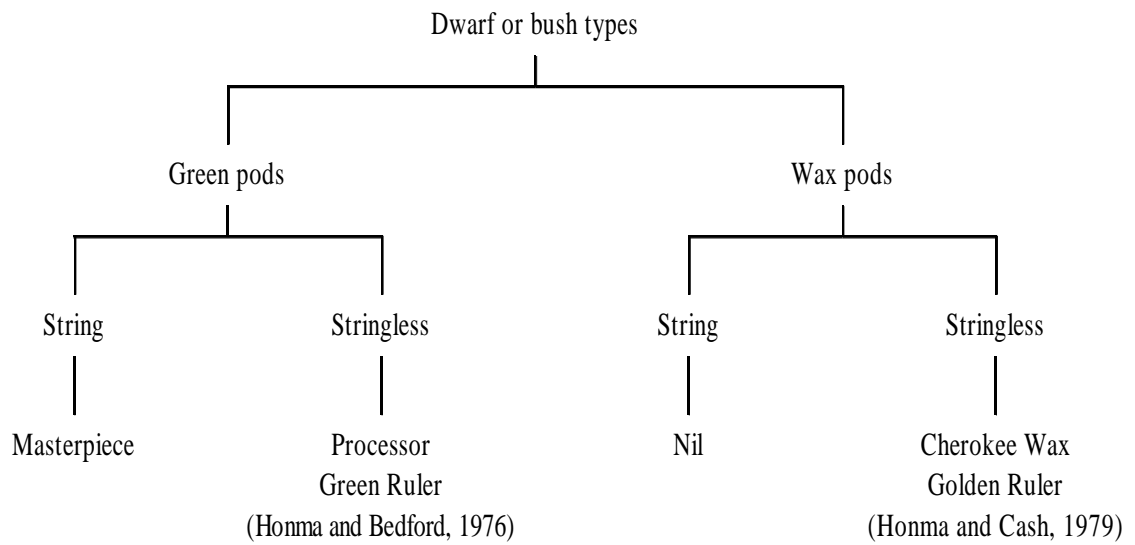 Dwarf or bush types
Green pods
Wax pods
String
Stringless
String
Stringless
Masterpiece
Processor
Green Ruler
(Honma and Bedford, 1976)
Nil
Cherokee Wax
Golden Ruler
(Honma and Cash, 1979)